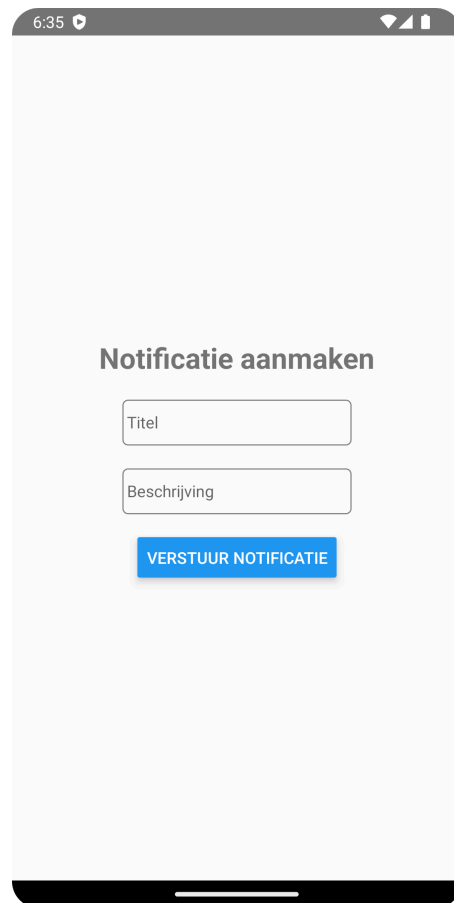 6:35
Notificatie aanmaken
Titel
Beschrijving
VERSTUUR NOTIFICATIE